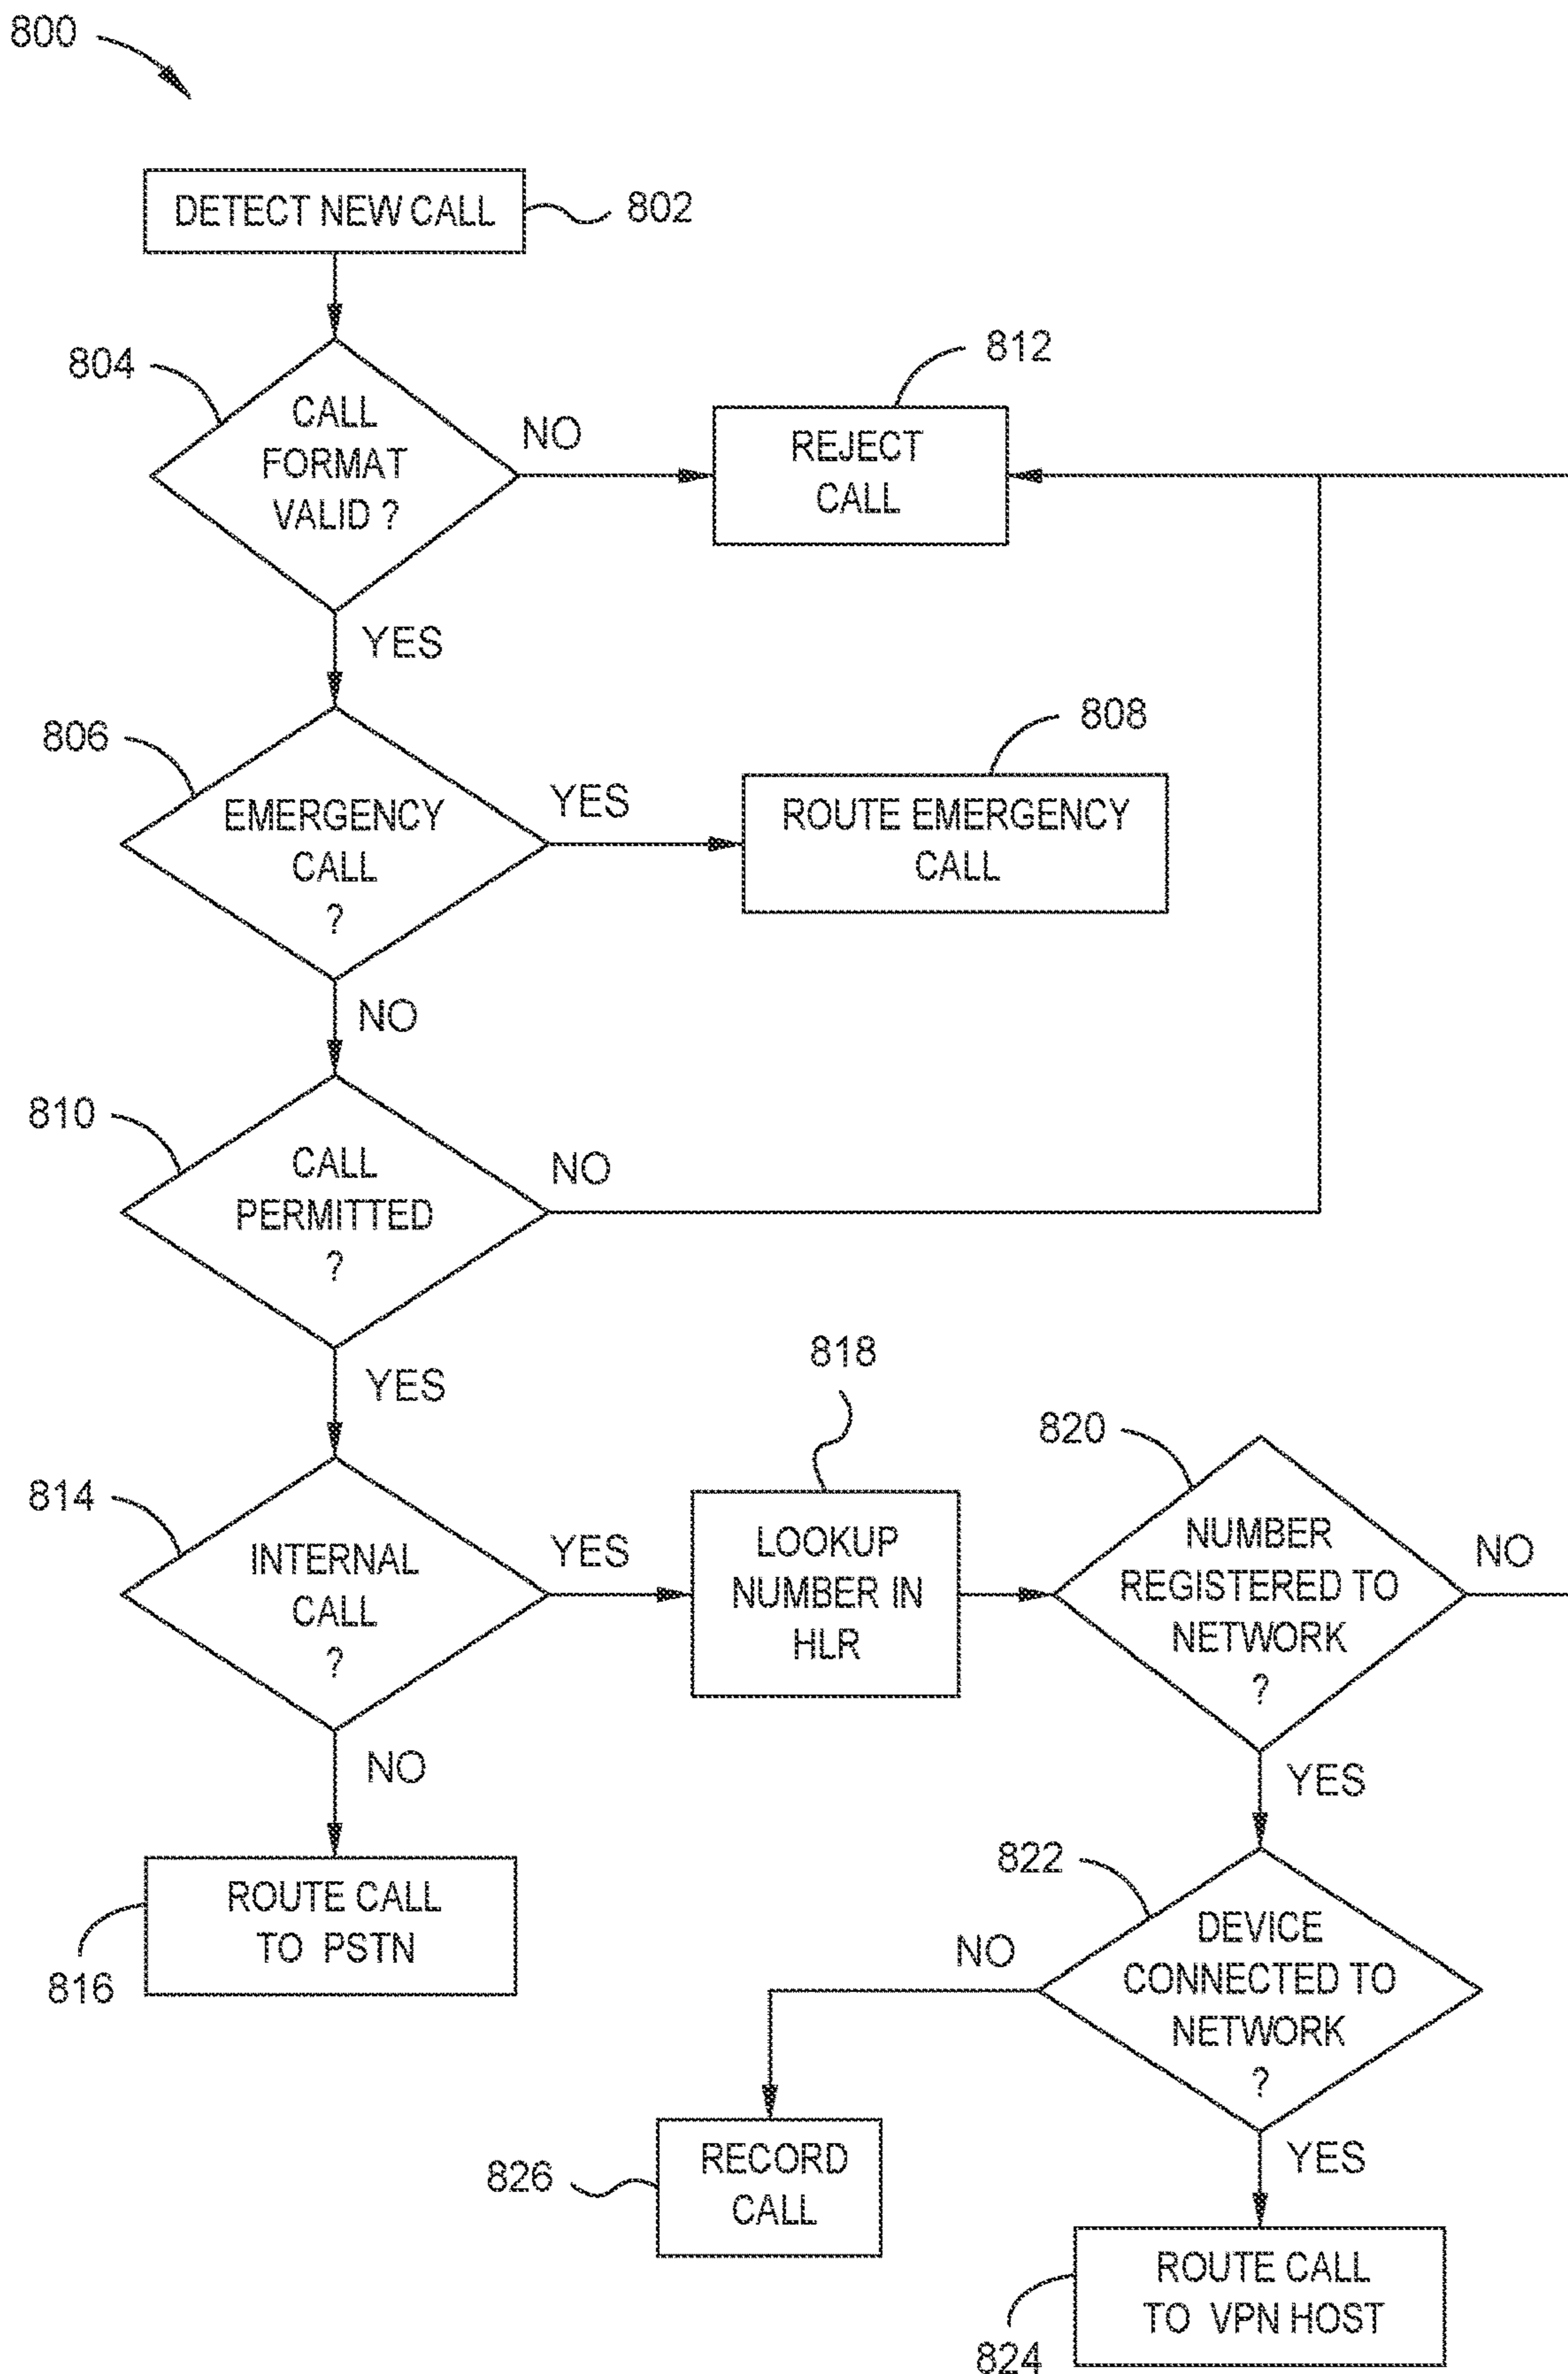 800
DETECT NEW CALL
802
804
CALL
FORMAT
VALID ?
NO
812
REJECT
CALL
YES
806
EMERGENCY
CALL
?
YES
808
ROUTE EMERGENCY
CALL
NO
810
CALL
PERMITTED
?
NO
YES
814
INTERNAL
CALL
?
YES
818
LOOKUP
NUMBER IN
HLR
820
NUMBER
REGISTERED TO
NETWORK
?
NO
NO
816
ROUTE CALL
TO PSTN
YES
822
DEVICE
CONNECTED TO
NETWORK
?
NO
826
RECORD
CALL
YES
824
ROUTE CALL
TO VPN HOST